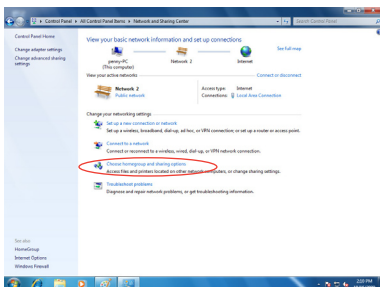 Control Panel ▸ All Control Panel Items ▸ Network and Sharing Center
Search Control Panel
Control Panel Home
Change adapter settings
Change advanced sharing
settings
View your basic network information and set up connections
See full map
penny-PC
(This computer)
Network 2
Internet
View your active networks
Connect or disconnect
Network 2
Public network
Access type: Internet
Connections: Local Area Connection
Change your networking settings
Set up a new connection or network
Set up a wireless, broadband, dial-up, ad hoc, or VPN connection; or set up a router or access point.
Connect to a network
Connect or reconnect to a wireless, wired, dial-up, or VPN network connection.
Choose homegroup and sharing options
Access files and printers located on other network computers, or change sharing settings.
Troubleshoot problems
Diagnose and repair network problems, or get troubleshooting information.
See also
HomeGroup
Internet Options
Windows Firewall
2:20 PM